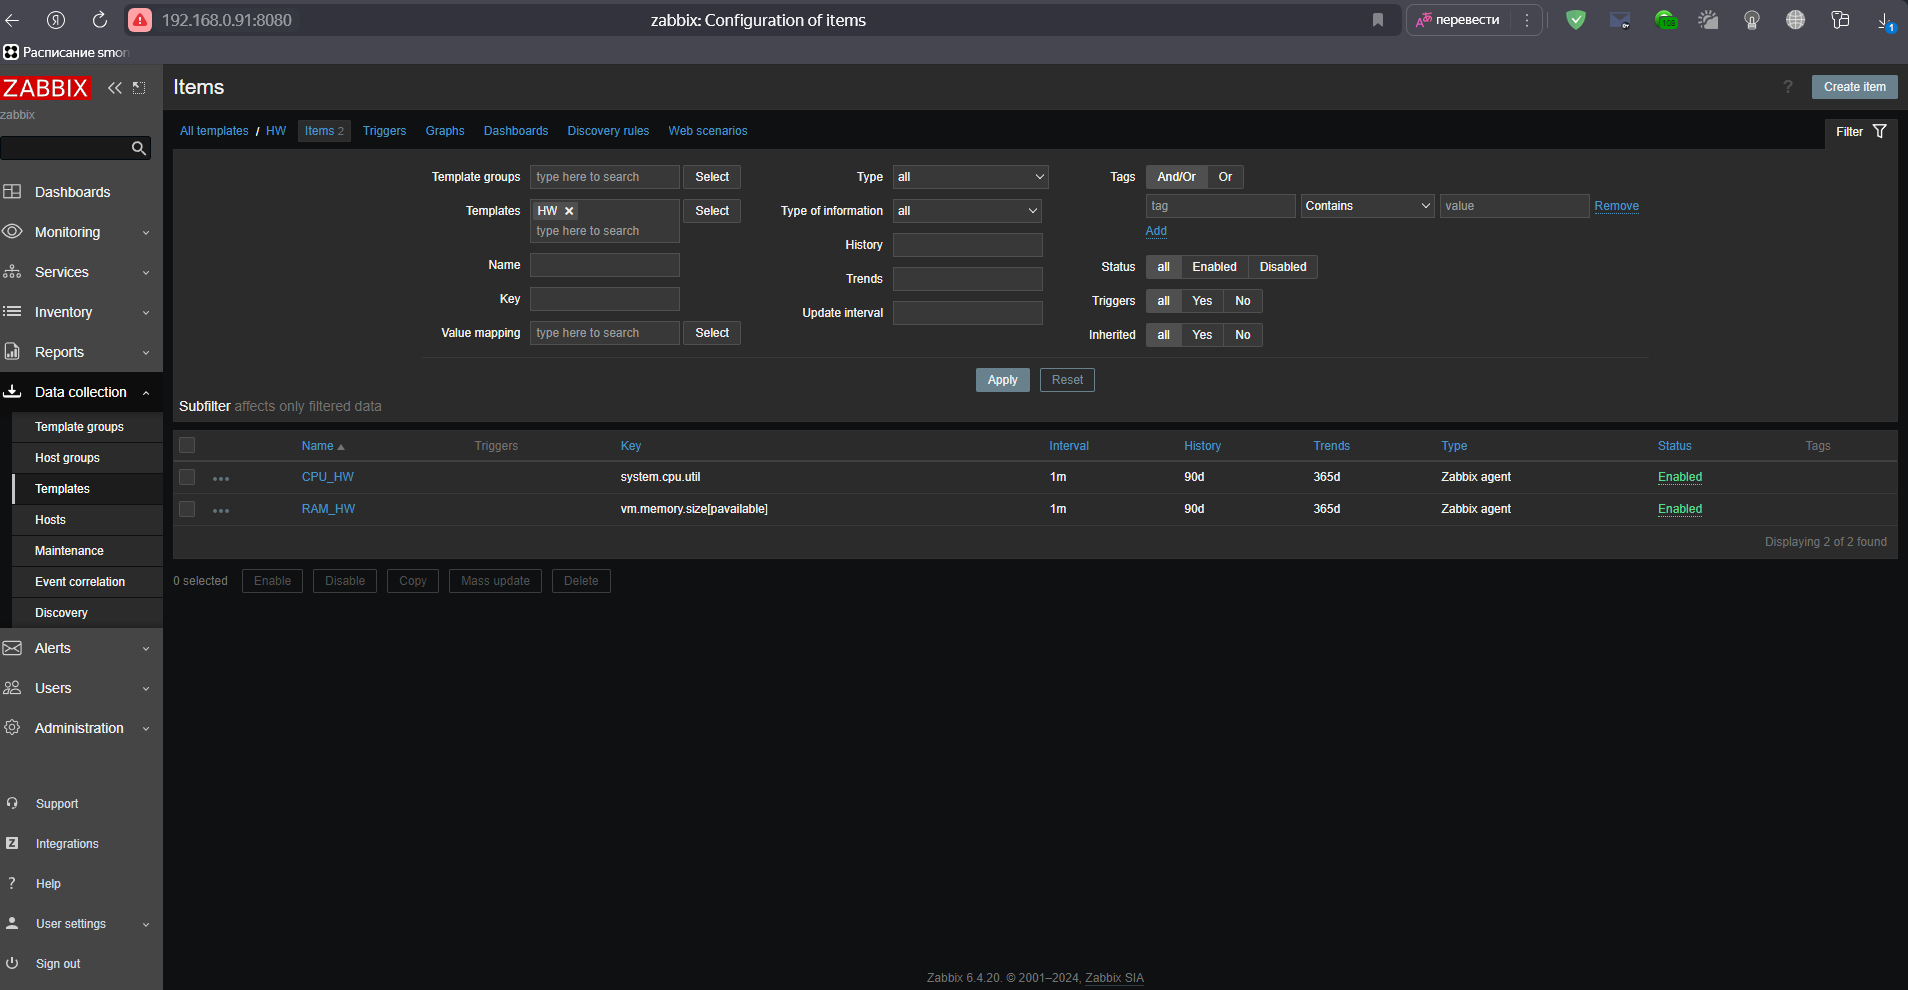 192.168.0.91:8080
zabbix: Configuration of items
перевести
108
1
Расписание smon
ZABBIX
zabbix
Dashboards
Monitoring
Services
Inventory
Reports
Data collection
Template groups
Host groups
Templates
Hosts
Maintenance
Event correlation
Discovery
Alerts
Users
Administration
Support
Integrations
Help
User settings
Sign out
Items
?
Create item
All templates / HW Items 2 Triggers Graphs Dashboards Discovery rules Web scenarios
Filter
Template groups type here to search Select
Templates HW type here to search Select
Name
Key
Value mapping type here to search Select
Type all
Type of information all
History
Trends
Update interval
Tags And/Or Or
tag Contains value Remove
Add
Status all Enabled Disabled
Triggers all Yes No
Inherited all Yes No
Apply Reset
Subfilter affects only filtered data
Name Triggers Key Interval History Trends Type Status Tags
CPU_HW system.cpu.util 1m 90d 365d Zabbix agent Enabled
RAM_HW vm.memory.size[pavailable] 1m 90d 365d Zabbix agent Enabled
Displaying 2 of 2 found
0 selected Enable Disable Copy Mass update Delete
Zabbix 6.4.20. © 2001–2024, Zabbix SIA